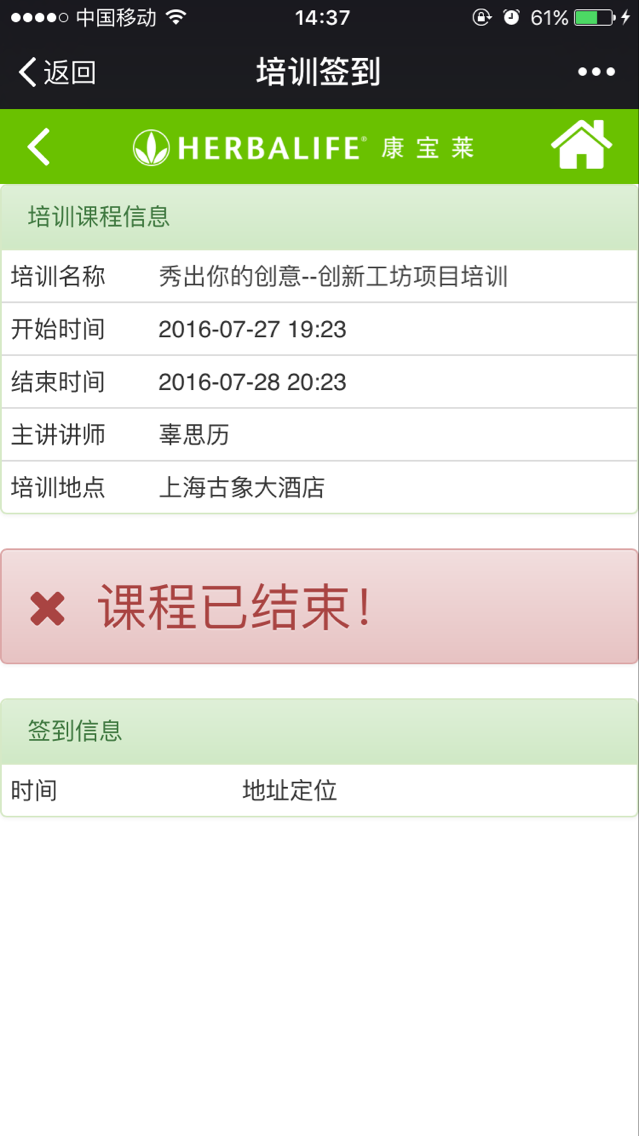 中国移动 14:37 61%
返回 培训签到
HERBALIFE® 康宝莱
培训课程信息
培训名称 秀出你的创意--创新工坊项目培训
开始时间 2016-07-27 19:23
结束时间 2016-07-28 20:23
主讲讲师 辜思历
培训地点 上海古象大酒店
课程已结束!
签到信息
时间 地址定位